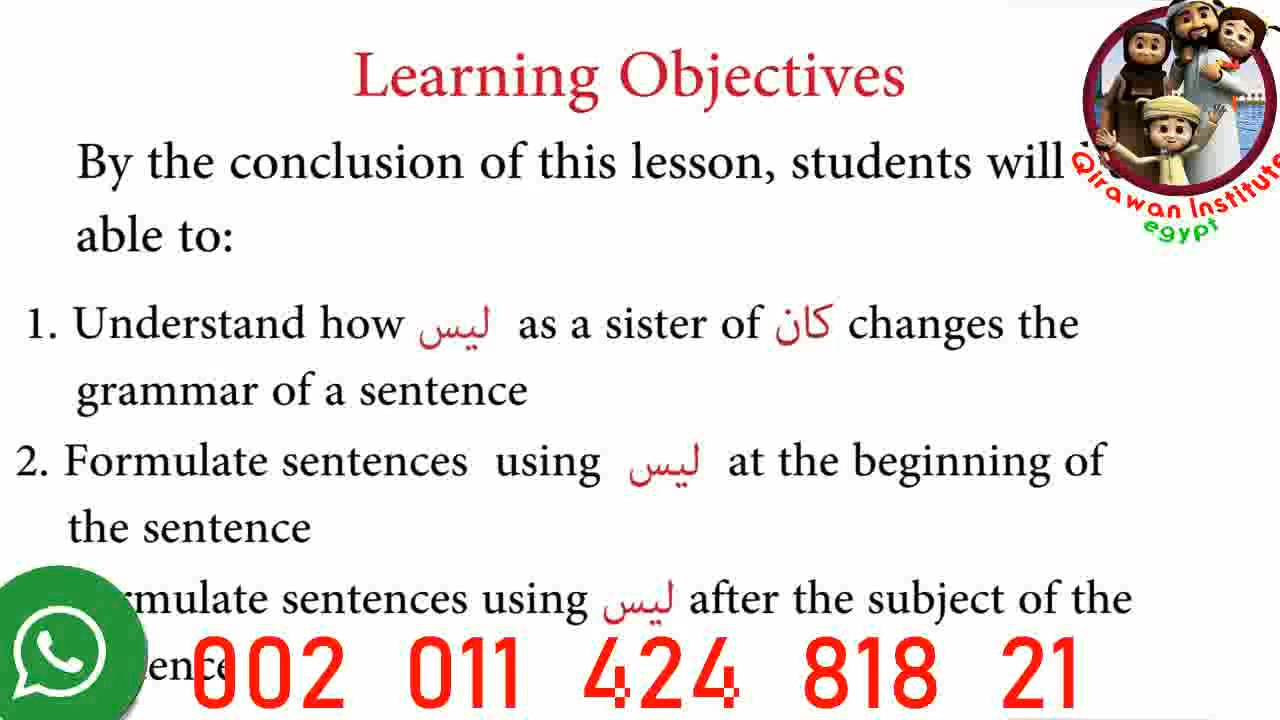 Learning Objectives
By the conclusion of this lesson, students will
able to:
1. Understand how ليس as a sister of كان changes the
grammar of a sentence
2. Formulate sentences using ليس at the beginning of
the sentence
rmulate sentences using ليس after the subject of the
ence
002 011 424 818 21
Qirawan Institute
egypt